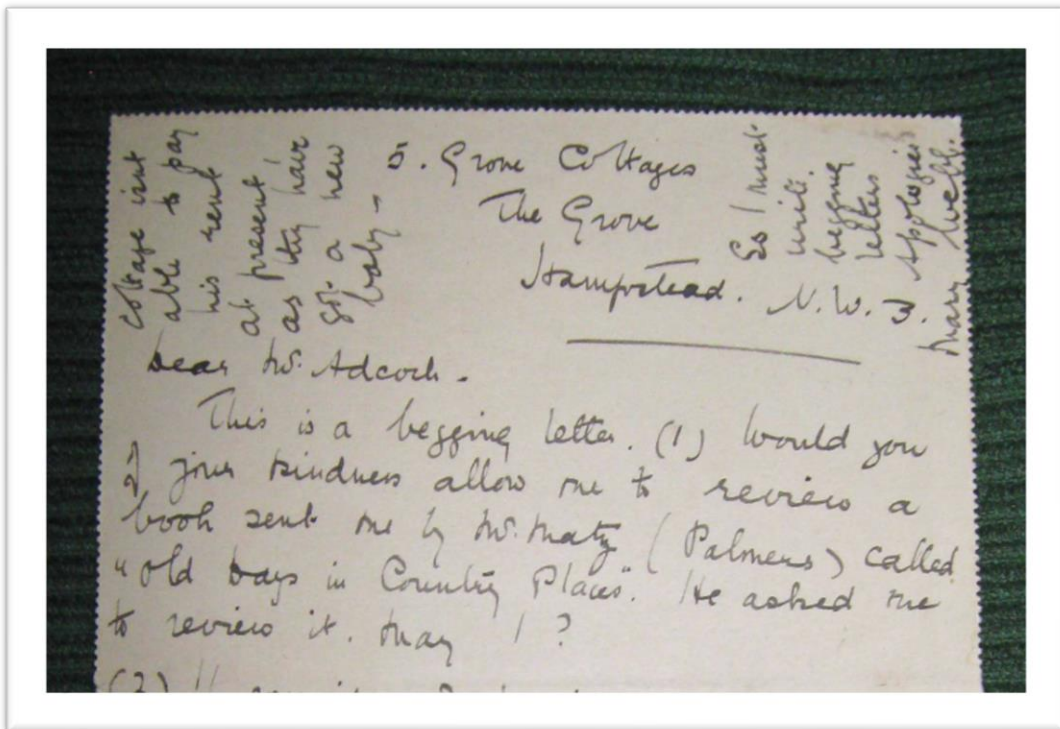 5. Grove Cottages
The Grove
Hampstead. N.W. 3.
Dear Mr. Adcock.
This is a begging letter. (1) Would you
of your kindness allow me to review a
book sent me by Mr. (Palmers) called
"Old Days in Country Places". He asked me
to review it. May I?
(2)
cottage isnt
able to pay
his rent
at present
as they have
got a new
baby –
So I must
write
begging
letters
Apologies
Mary Webb.